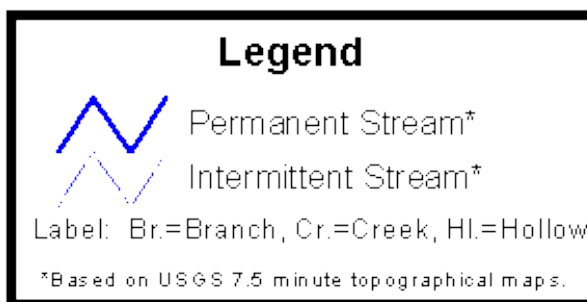 Legend
Permanent Stream*
Intermittent Stream*
Label: Br.=Branch, Cr.=Creek, Hl.=Hollow
*Based on USGS 7.5 minute topographical maps.